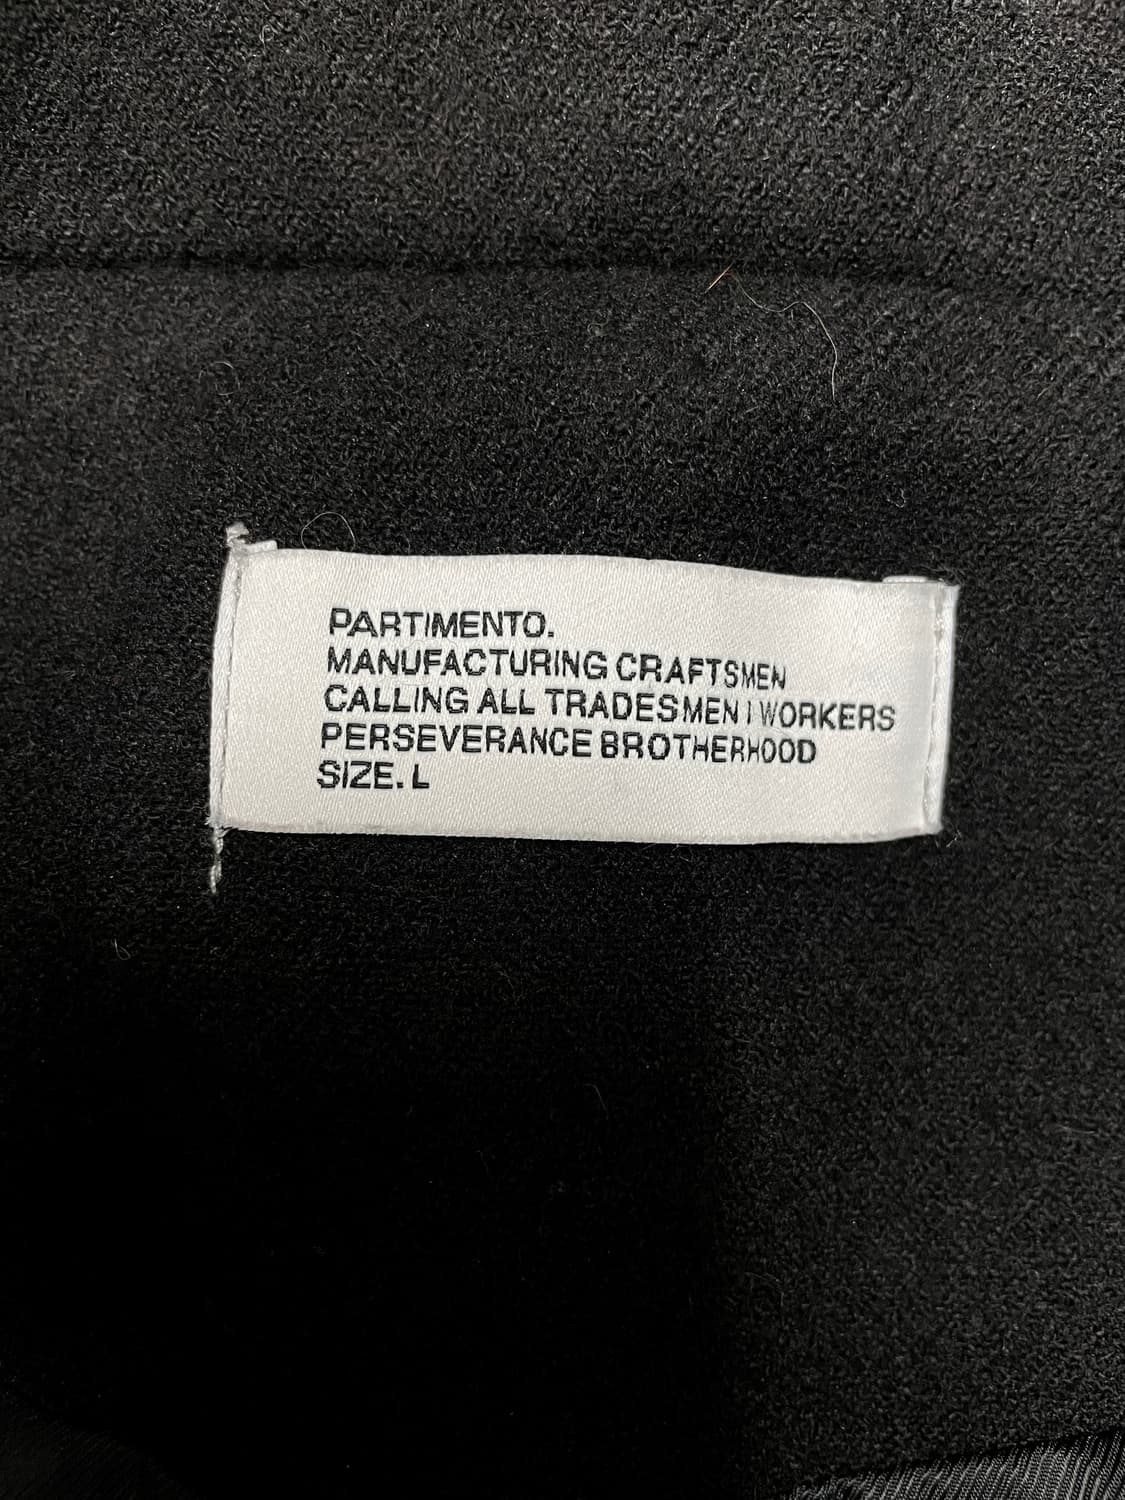 PARTIMENTO.
MANUFACTURING CRAFTSMEN
CALLING ALL TRADESMEN I WORKERS
PERSEVERANCE BROTHERHOOD
SIZE. L